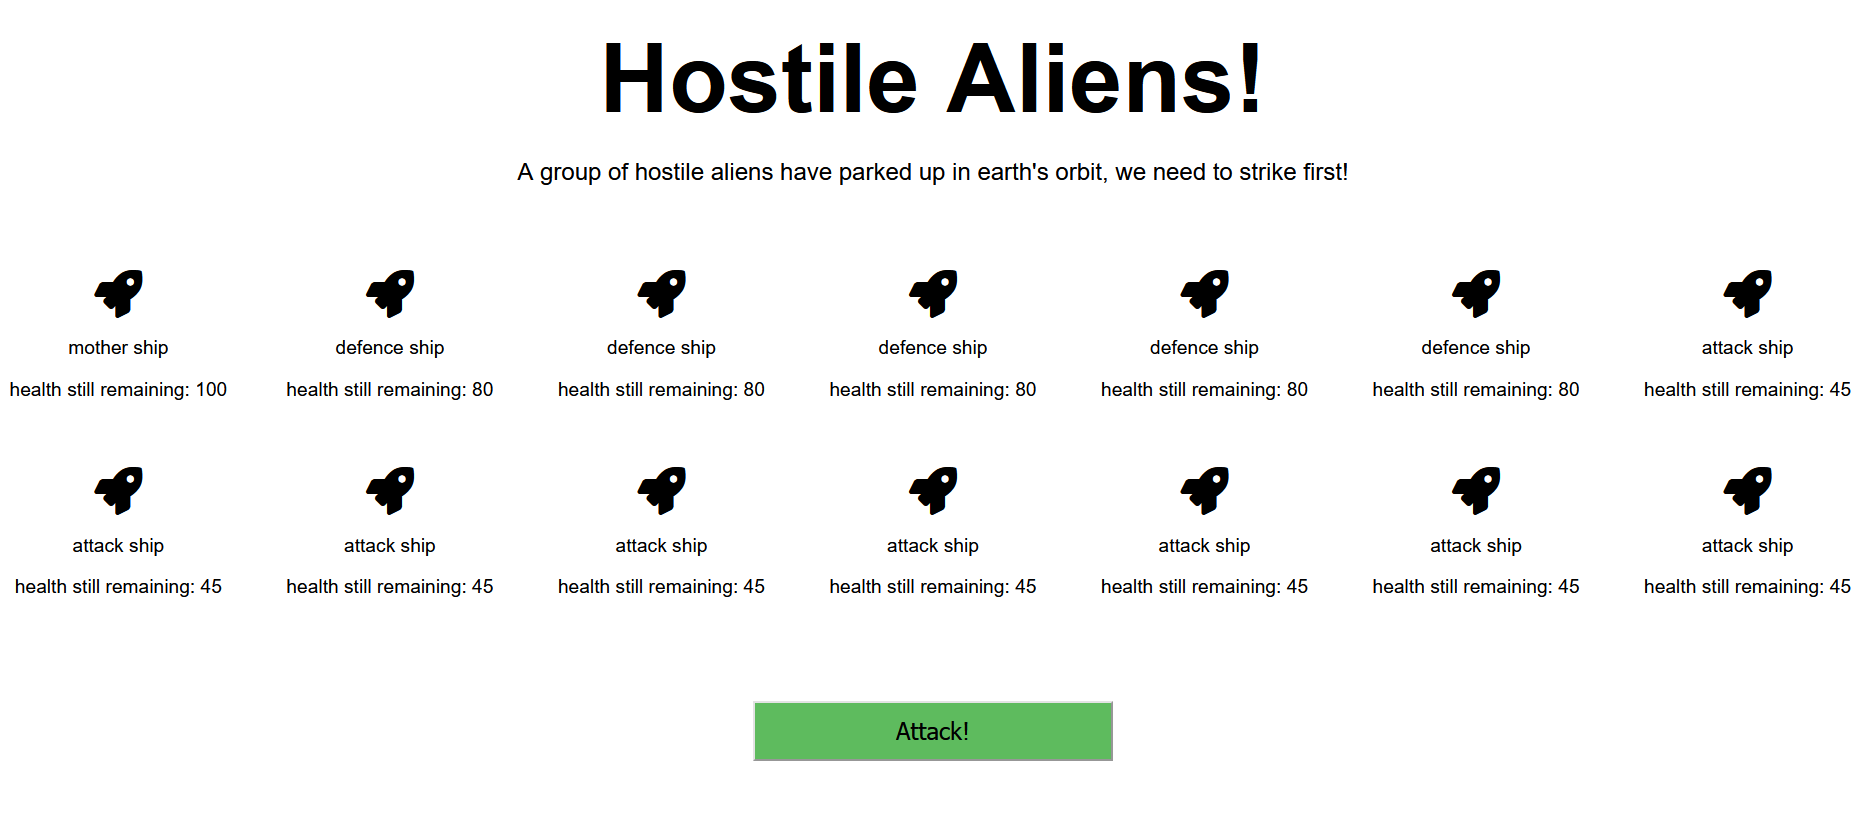 Hostile Aliens!
A group of hostile aliens have parked up in earth's orbit, we need to strike first!
mother ship defence ship defence ship defence ship defence ship defence ship attack ship
health still remaining: 100 health still remaining: 80 health still remaining: 80 health still remaining: 80 health still remaining: 80 health still remaining: 80 health still remaining: 45
attack ship attack ship attack ship attack ship attack ship attack ship attack ship
health still remaining: 45 health still remaining: 45 health still remaining: 45 health still remaining: 45 health still remaining: 45 health still remaining: 45 health still remaining: 45
Attack!